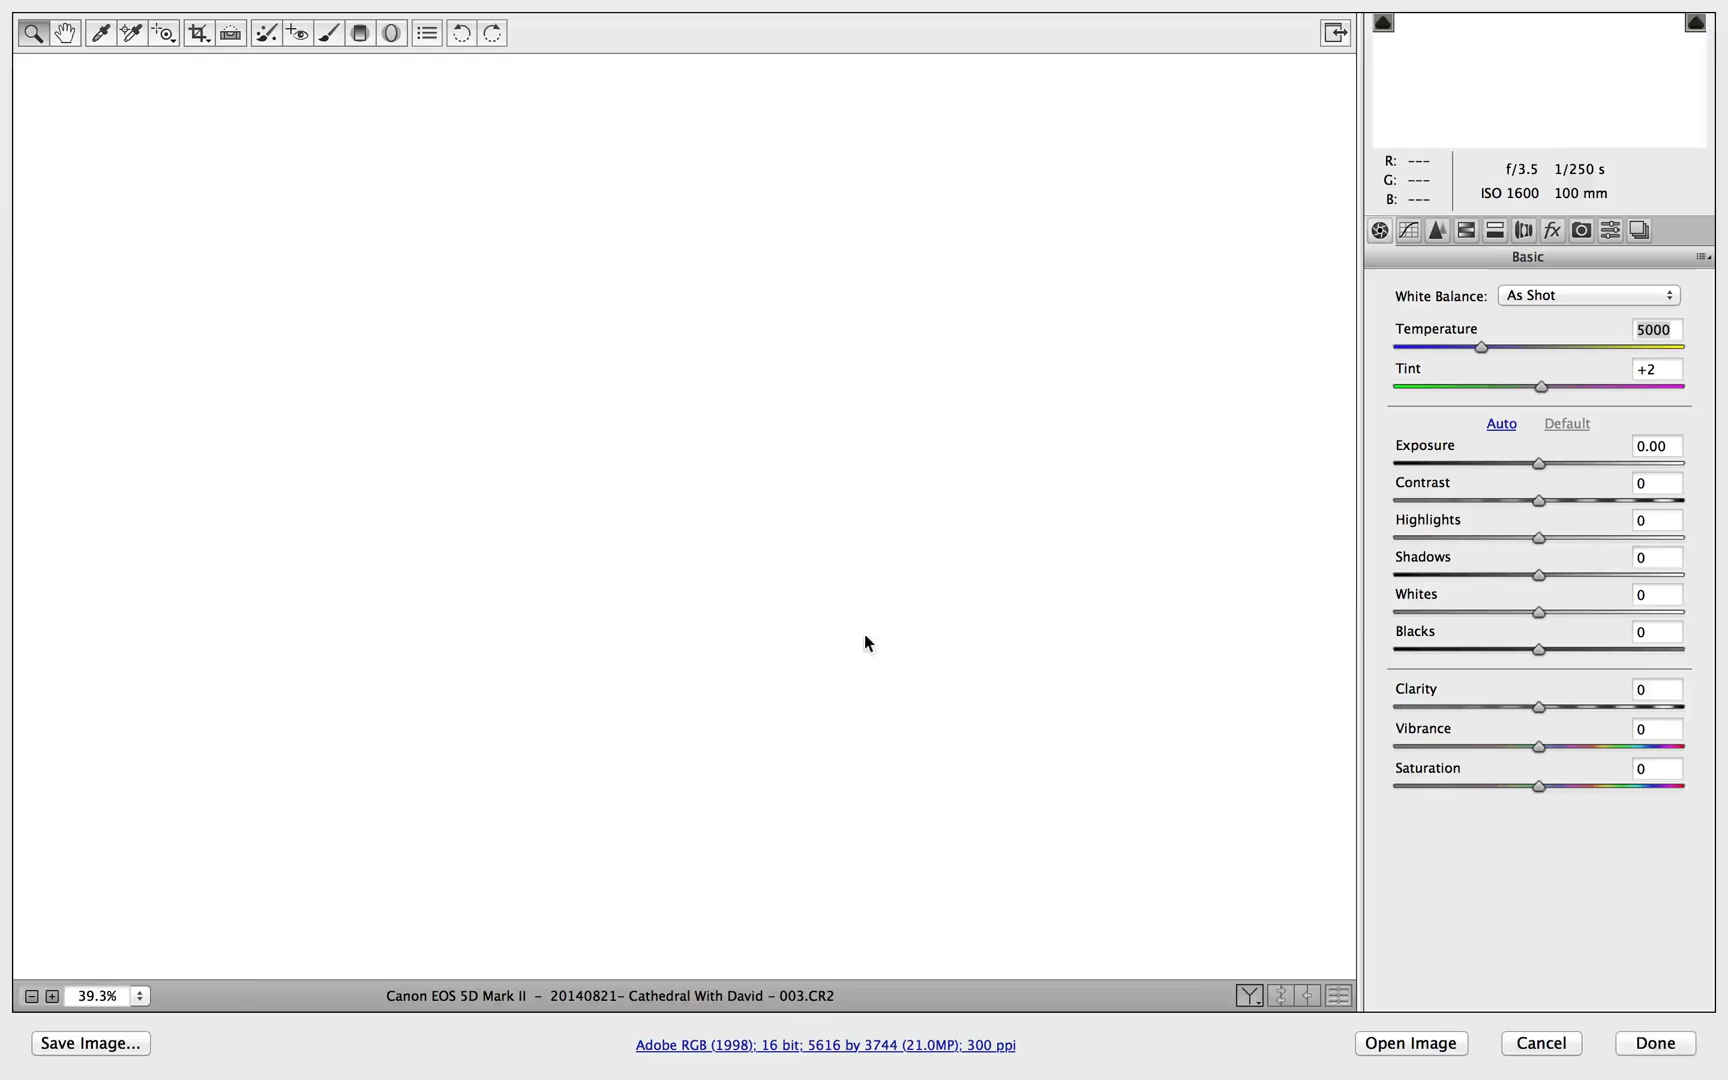 R: ---
G: ---
B: ---
f/3.5 1/250 s
ISO 1600 100 mm
fx
Basic
White Balance: As Shot
Temperature 5000
Tint +2
Auto Default
Exposure 0.00
Contrast 0
Highlights 0
Shadows 0
Whites 0
Blacks 0
Clarity 0
Vibrance 0
Saturation 0
39.3% Canon EOS 5D Mark II - 20140821- Cathedral With David - 003.CR2 Y
Save Image... Adobe RGB (1998); 16 bit; 5616 by 3744 (21.0MP); 300 ppi Open Image Cancel Done